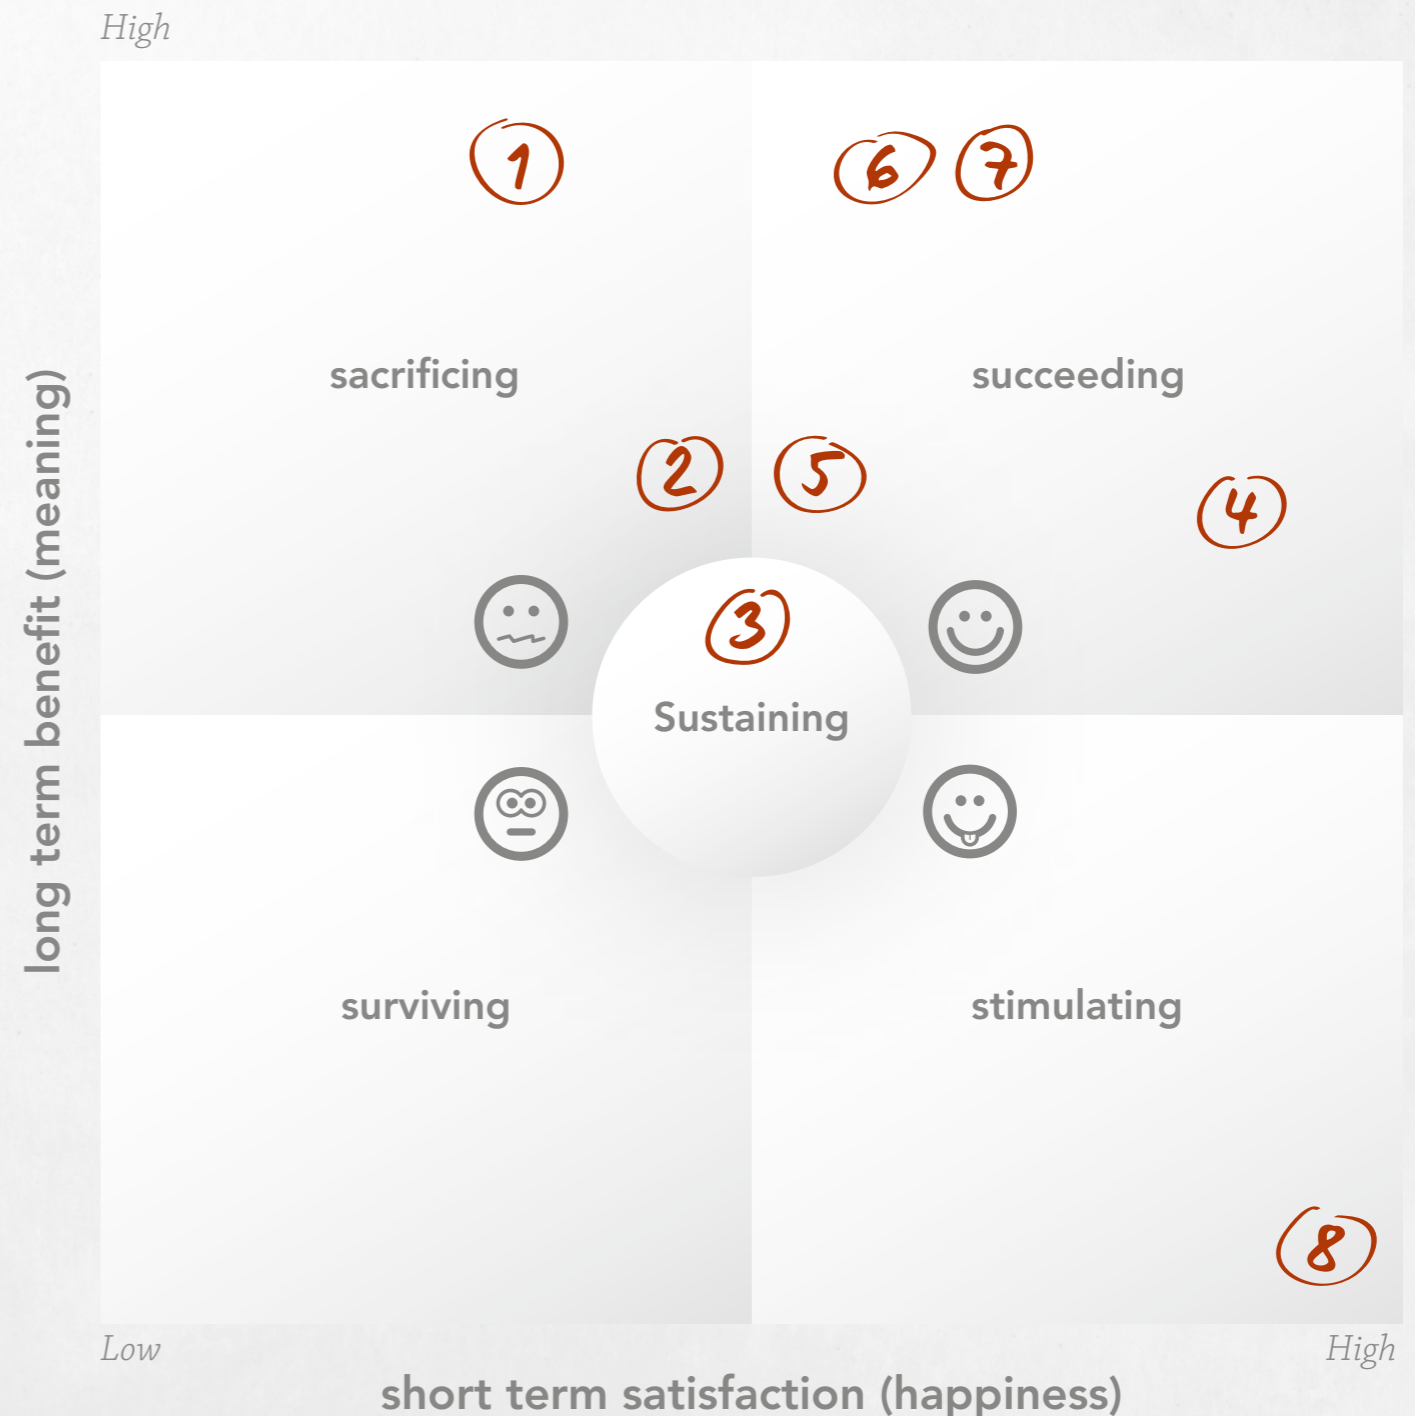 High
1
6 7
sacrificing
succeeding
2 5
4
3
Sustaining
surviving
stimulating
8
long term benefit (meaning)
Low
High
short term satisfaction (happiness)